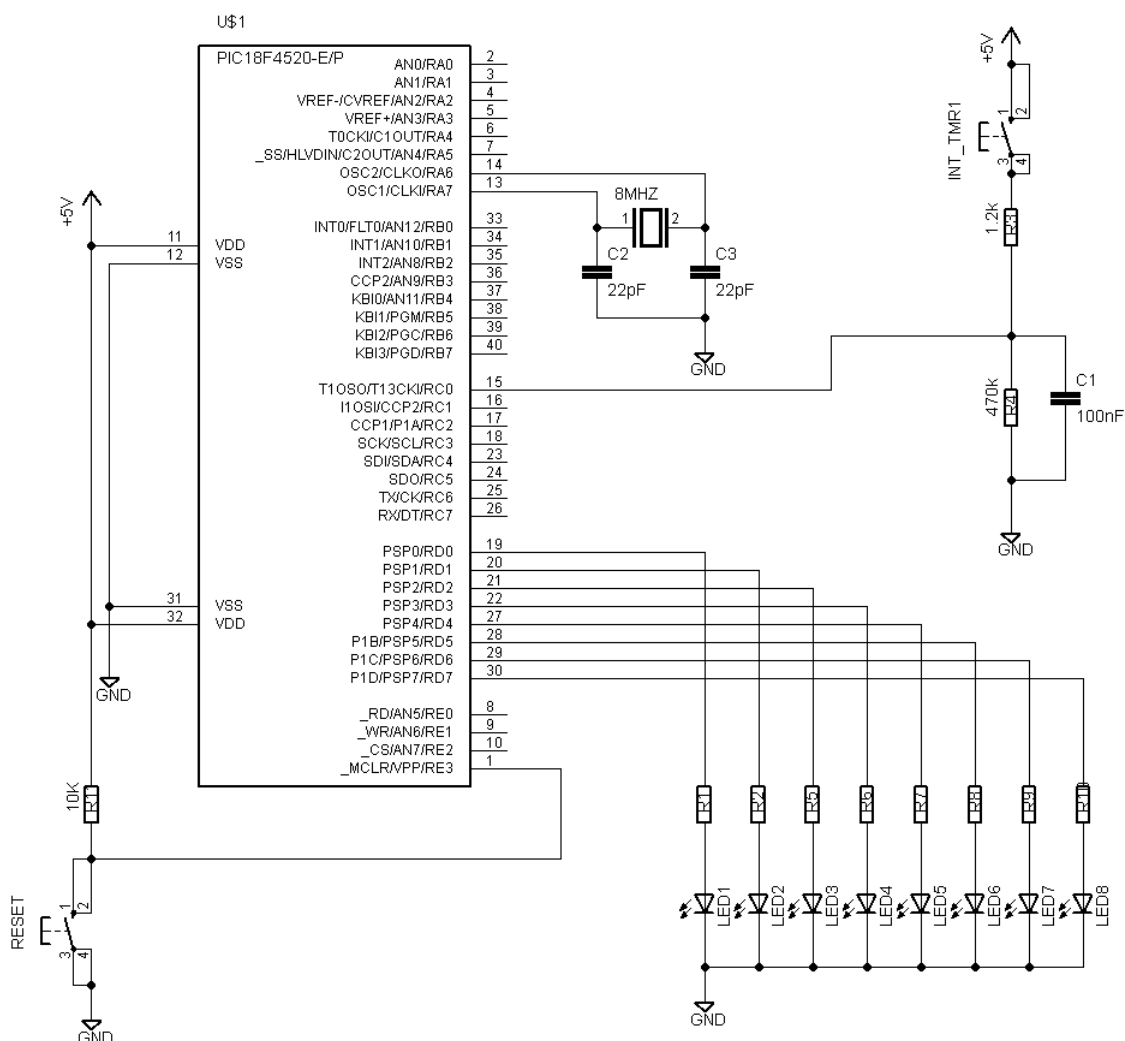 U$1
PIC18F4520-E/P
AN0/RA0 2
AN1/RA1 3
VREF-/CVREF/AN2/RA2 4
VREF+/AN3/RA3 5
T0CKI/C1OUT/RA4 6
_SS/HLVDIN/C2OUT/AN4/RA5 7
OSC2/CLKO/RA6 14
OSC1/CLKI/RA7 13
INT0/FLT0/AN12/RB0 33
INT1/AN10/RB1 34
INT2/AN8/RB2 35
CCP2/AN9/RB3 36
KBI0/AN11/RB4 37
KBI1/PGM/RB5 38
KBI2/PGC/RB6 39
KBI3/PGD/RB7 40
T1OSO/T13CKI/RC0 15
I1OSI/CCP2/RC1 16
CCP1/P1A/RC2 17
SCK/SCL/RC3 18
SDI/SDA/RC4 23
SDO/RC5 24
TX/CK/RC6 25
RX/DT/RC7 26
PSP0/RD0 19
PSP1/RD1 20
PSP2/RD2 21
PSP3/RD3 22
PSP4/RD4 27
P1B/PSP5/RD5 28
P1C/PSP6/RD6 29
P1D/PSP7/RD7 30
_RD/AN5/RE0 8
_WR/AN6/RE1 9
_CS/AN7/RE2 10
_MCLR/VPP/RE3 1
+5V
11 VDD
12 VSS
31 VSS
32 VDD
GND
10K
RESET
1 2
3 4
GND
8MHZ
1 2
C2
22pF
C3
22pF
GND
+5V
INT_TMR1
1 2
3 4
1.2k
R3
470k
R4
C1
100nF
GND
R1
R2
R5
R6
R7
R8
R9
LED1
LED2
LED3
LED4
LED5
LED6
LED7
LED8
GND